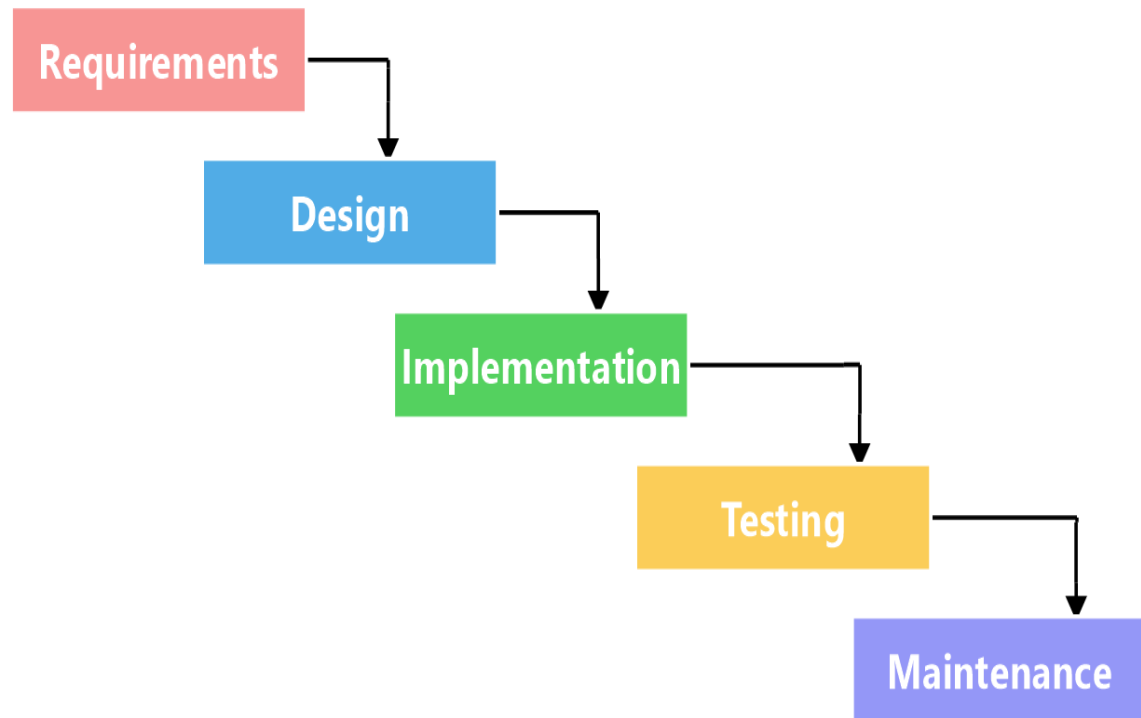 Requirements
Design
Implementation
Testing
Maintenance